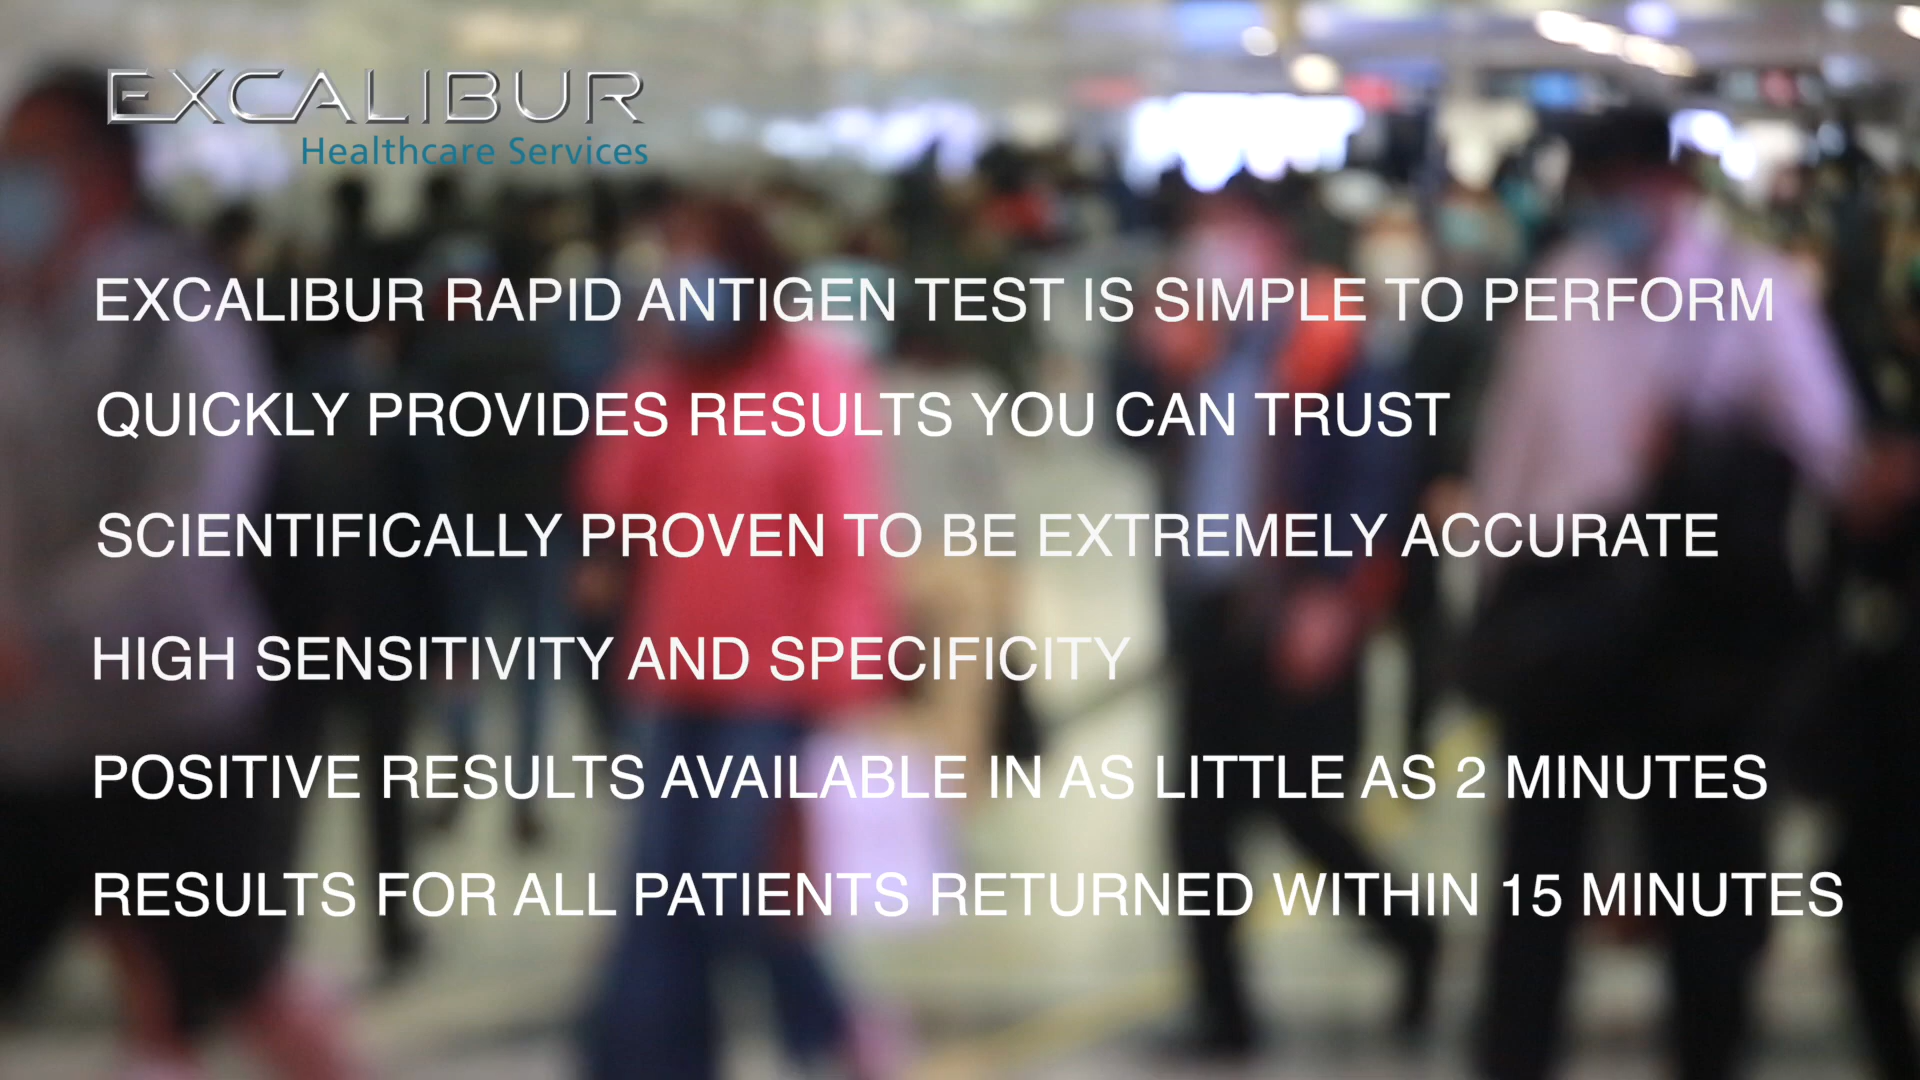 EXCALIBUR
Healthcare Services
EXCALIBUR RAPID ANTIGEN TEST IS SIMPLE TO PERFORM
QUICKLY PROVIDES RESULTS YOU CAN TRUST
SCIENTIFICALLY PROVEN TO BE EXTREMELY ACCURATE
HIGH SENSITIVITY AND SPECIFICITY
POSITIVE RESULTS AVAILABLE IN AS LITTLE AS 2 MINUTES
RESULTS FOR ALL PATIENTS RETURNED WITHIN 15 MINUTES